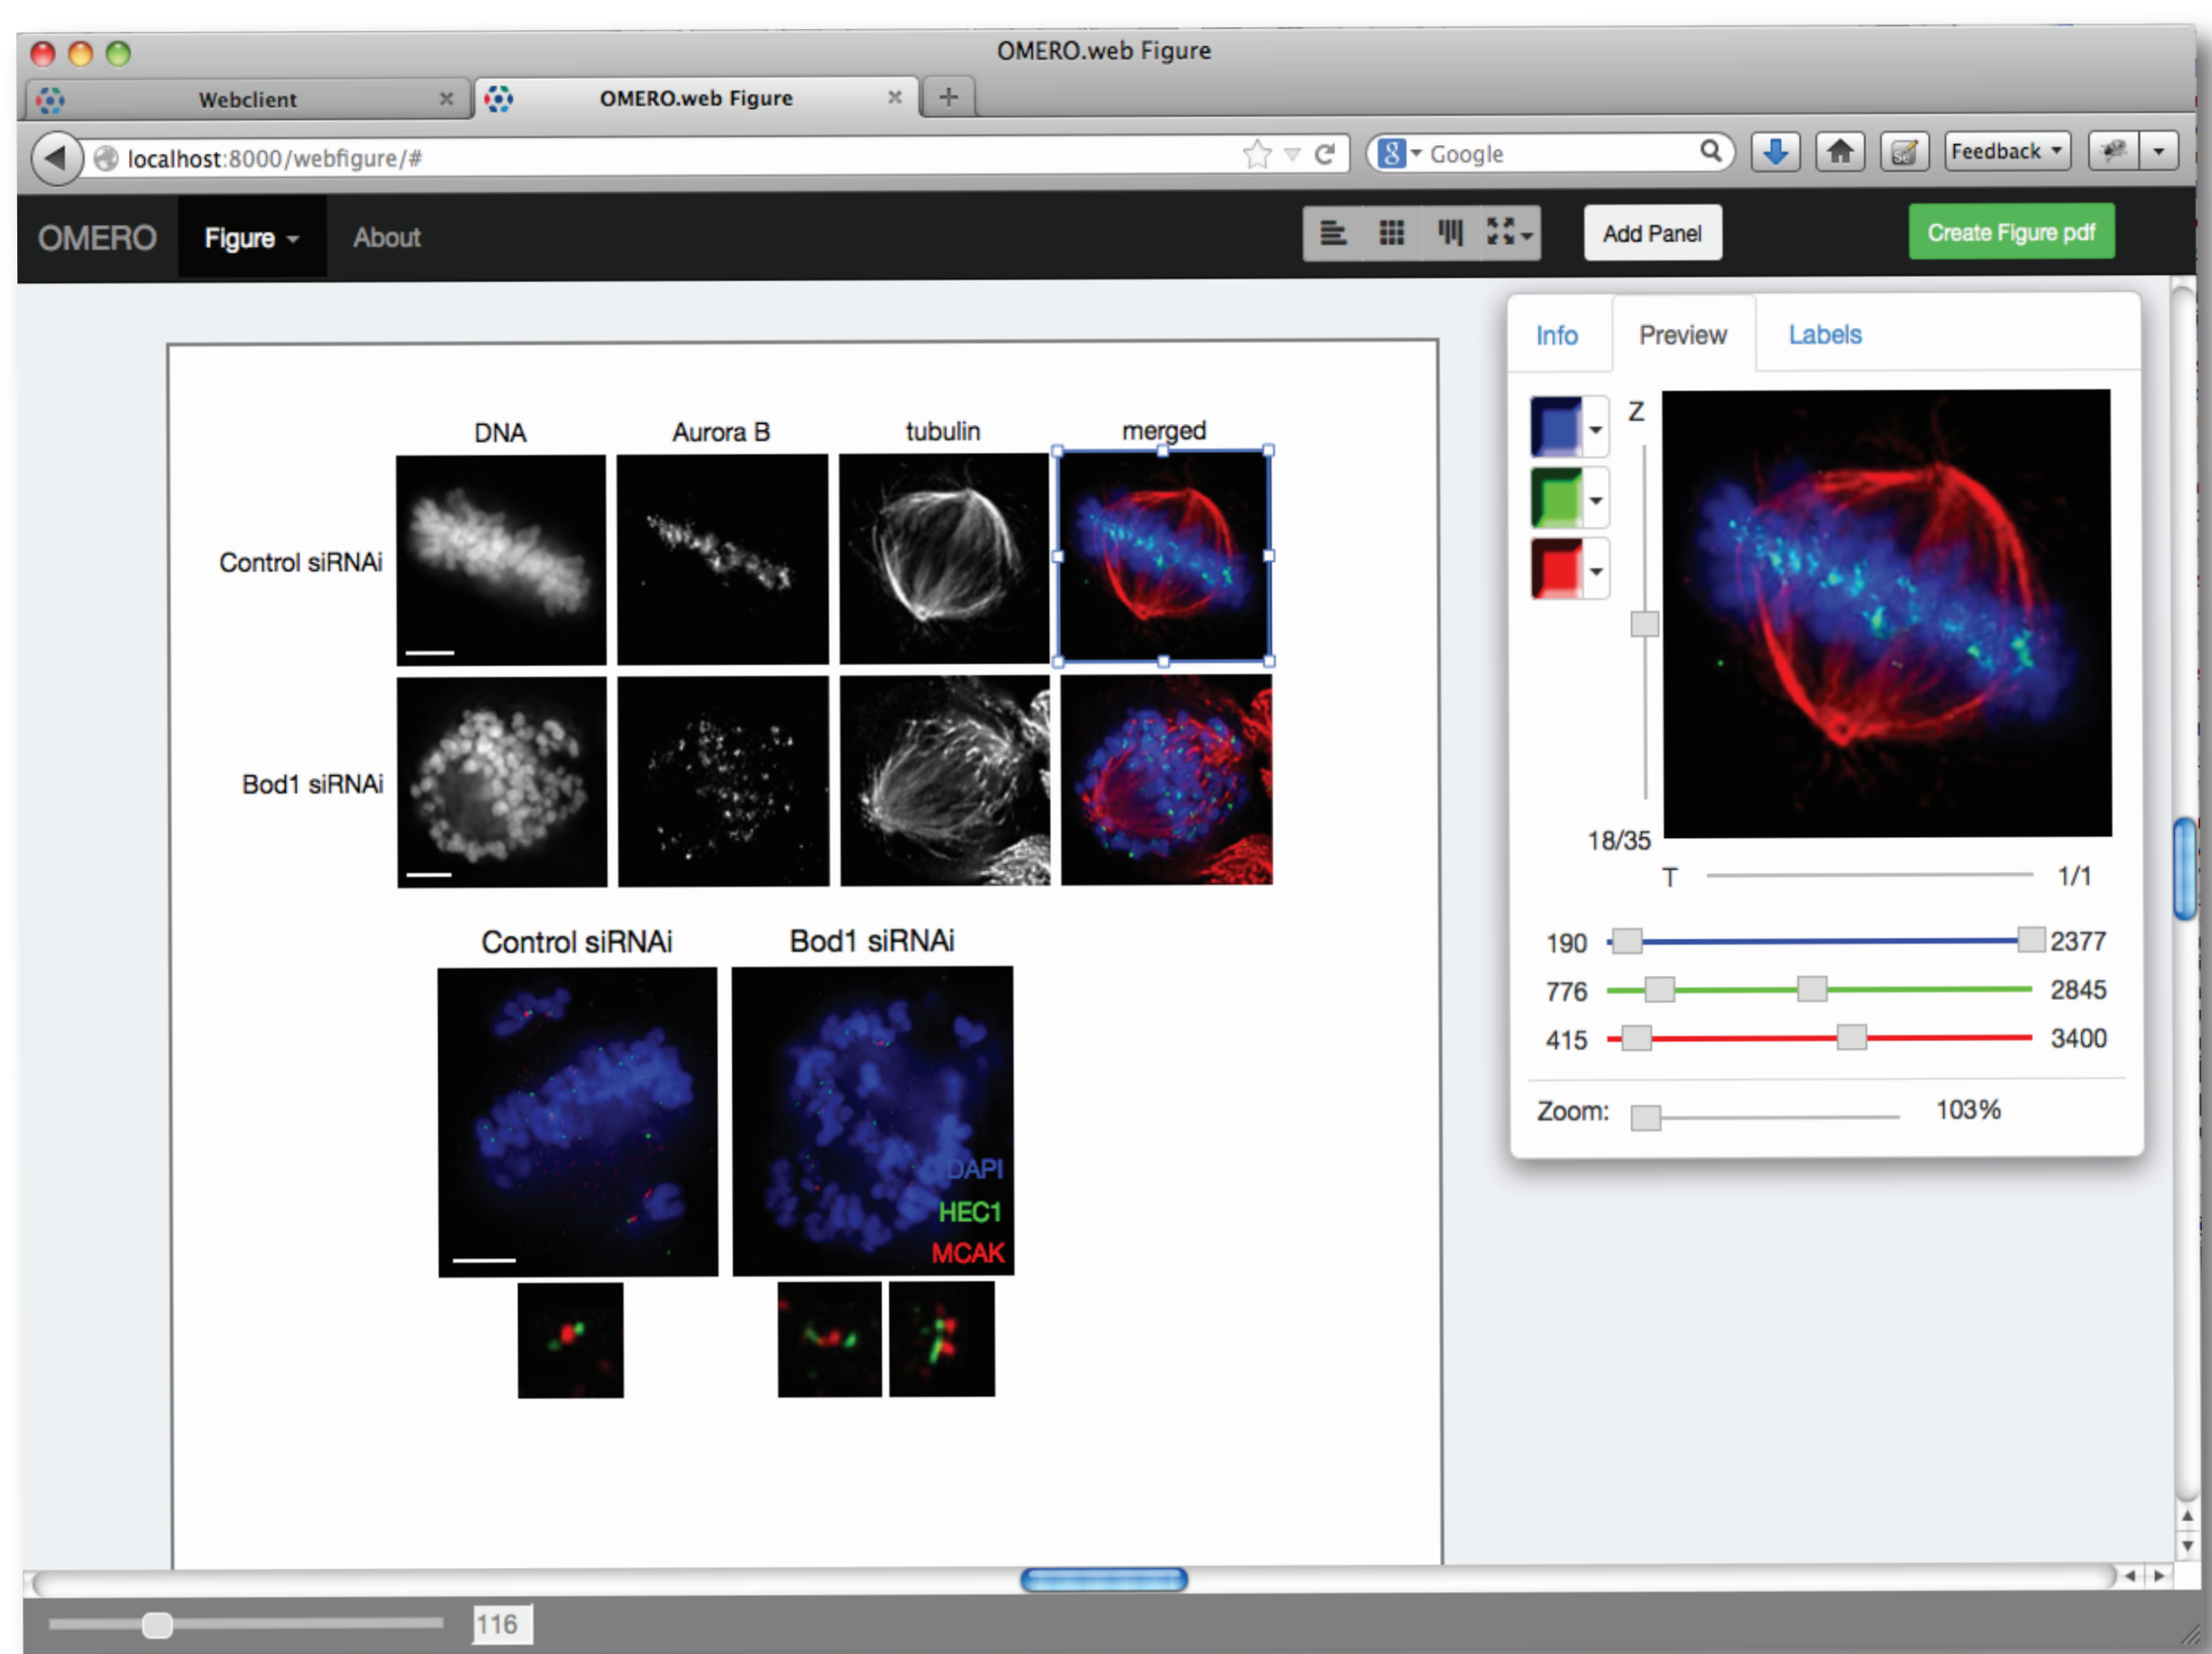 OMERO.web Figure
Webclient
OMERO.web Figure
localhost:8000/webfigure/#
Google
Feedback
OMERO
Figure
About
Add Panel
Create Figure pdf
Info
Preview
Labels
DNA
Aurora B
tubulin
merged
Z
Control siRNAi
Bod1 siRNAi
18/35
T
1/1
190
2377
776
2845
415
3400
Zoom:
103%
Control siRNAi
Bod1 siRNAi
DAPI
HEC1
MCAK
116